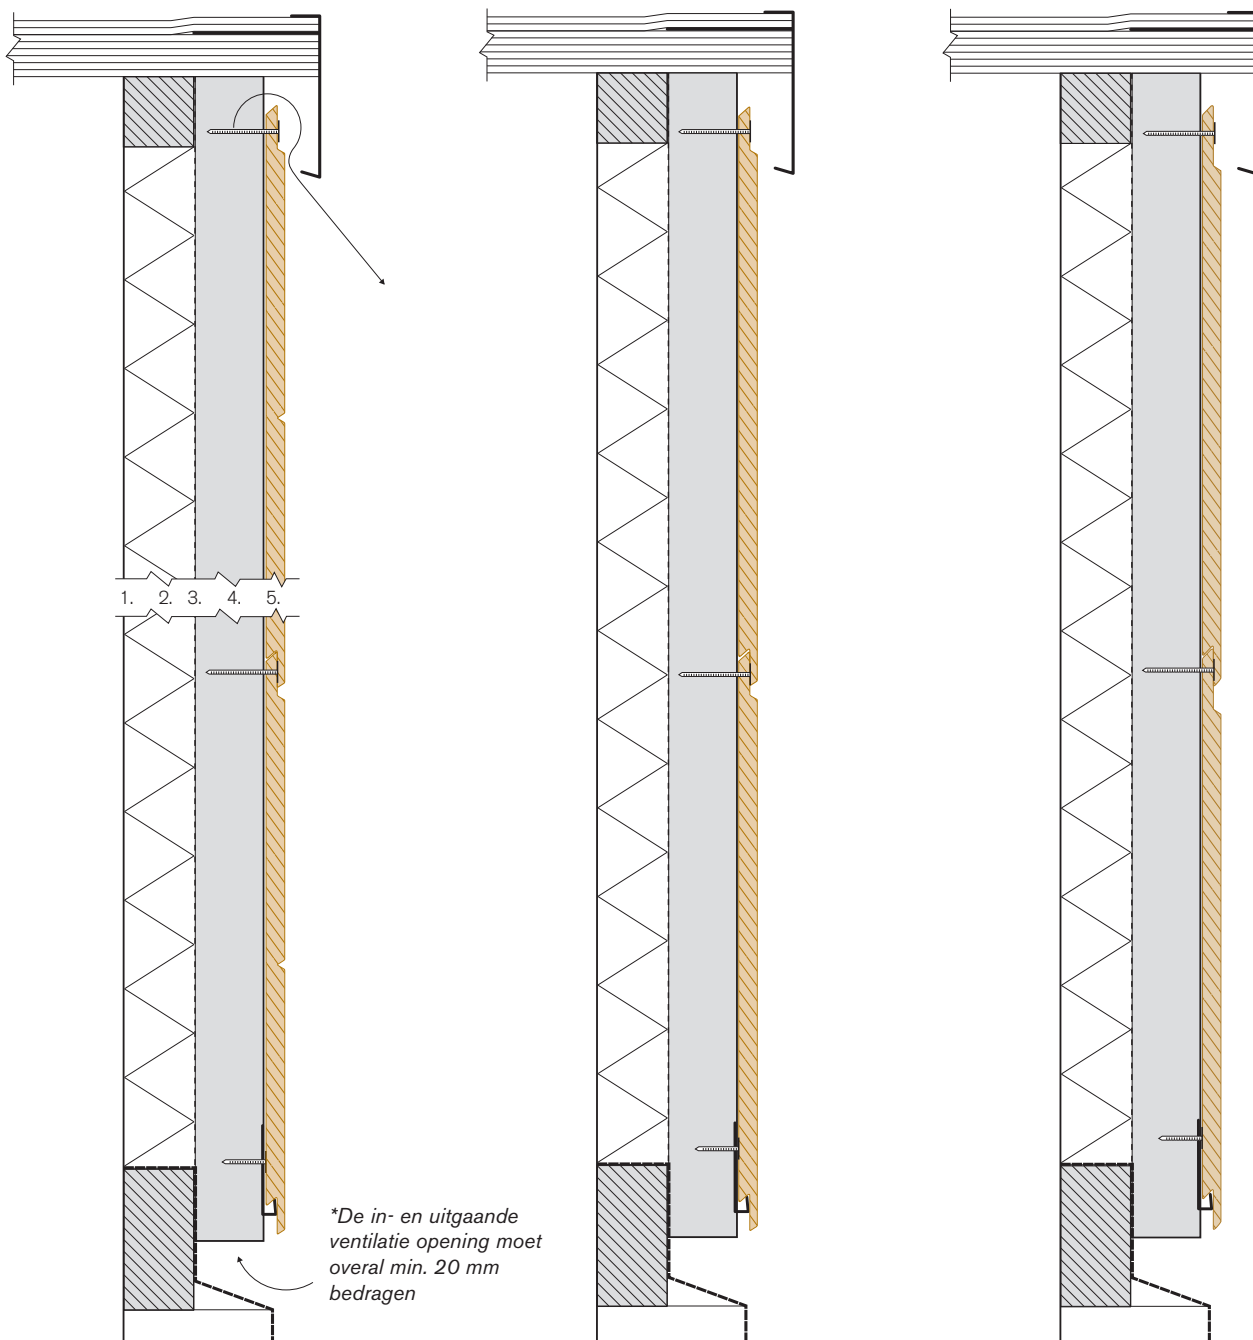 1. 2. 3. 4. 5.
*De in- en uitgaande
ventilatie opening moet
overal min. 20 mm
bedragen